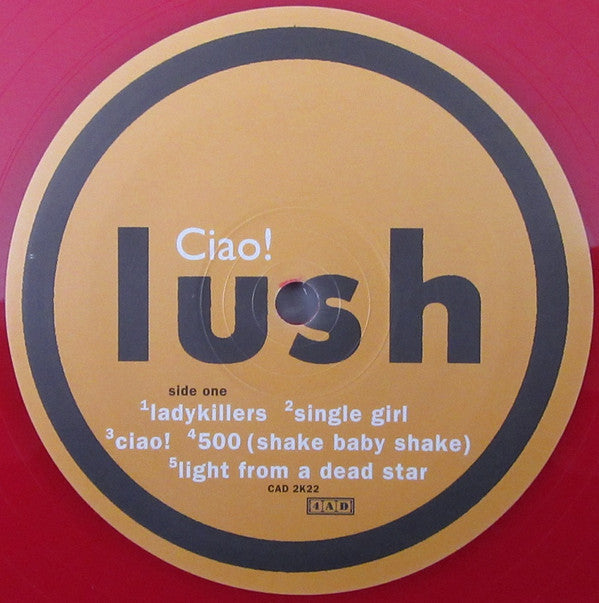 Ciao!
lush
side one
¹ladykillers ²single girl
³ciao! ⁴500 (shake baby shake)
⁵light from a dead star
CAD 2K22
4AD